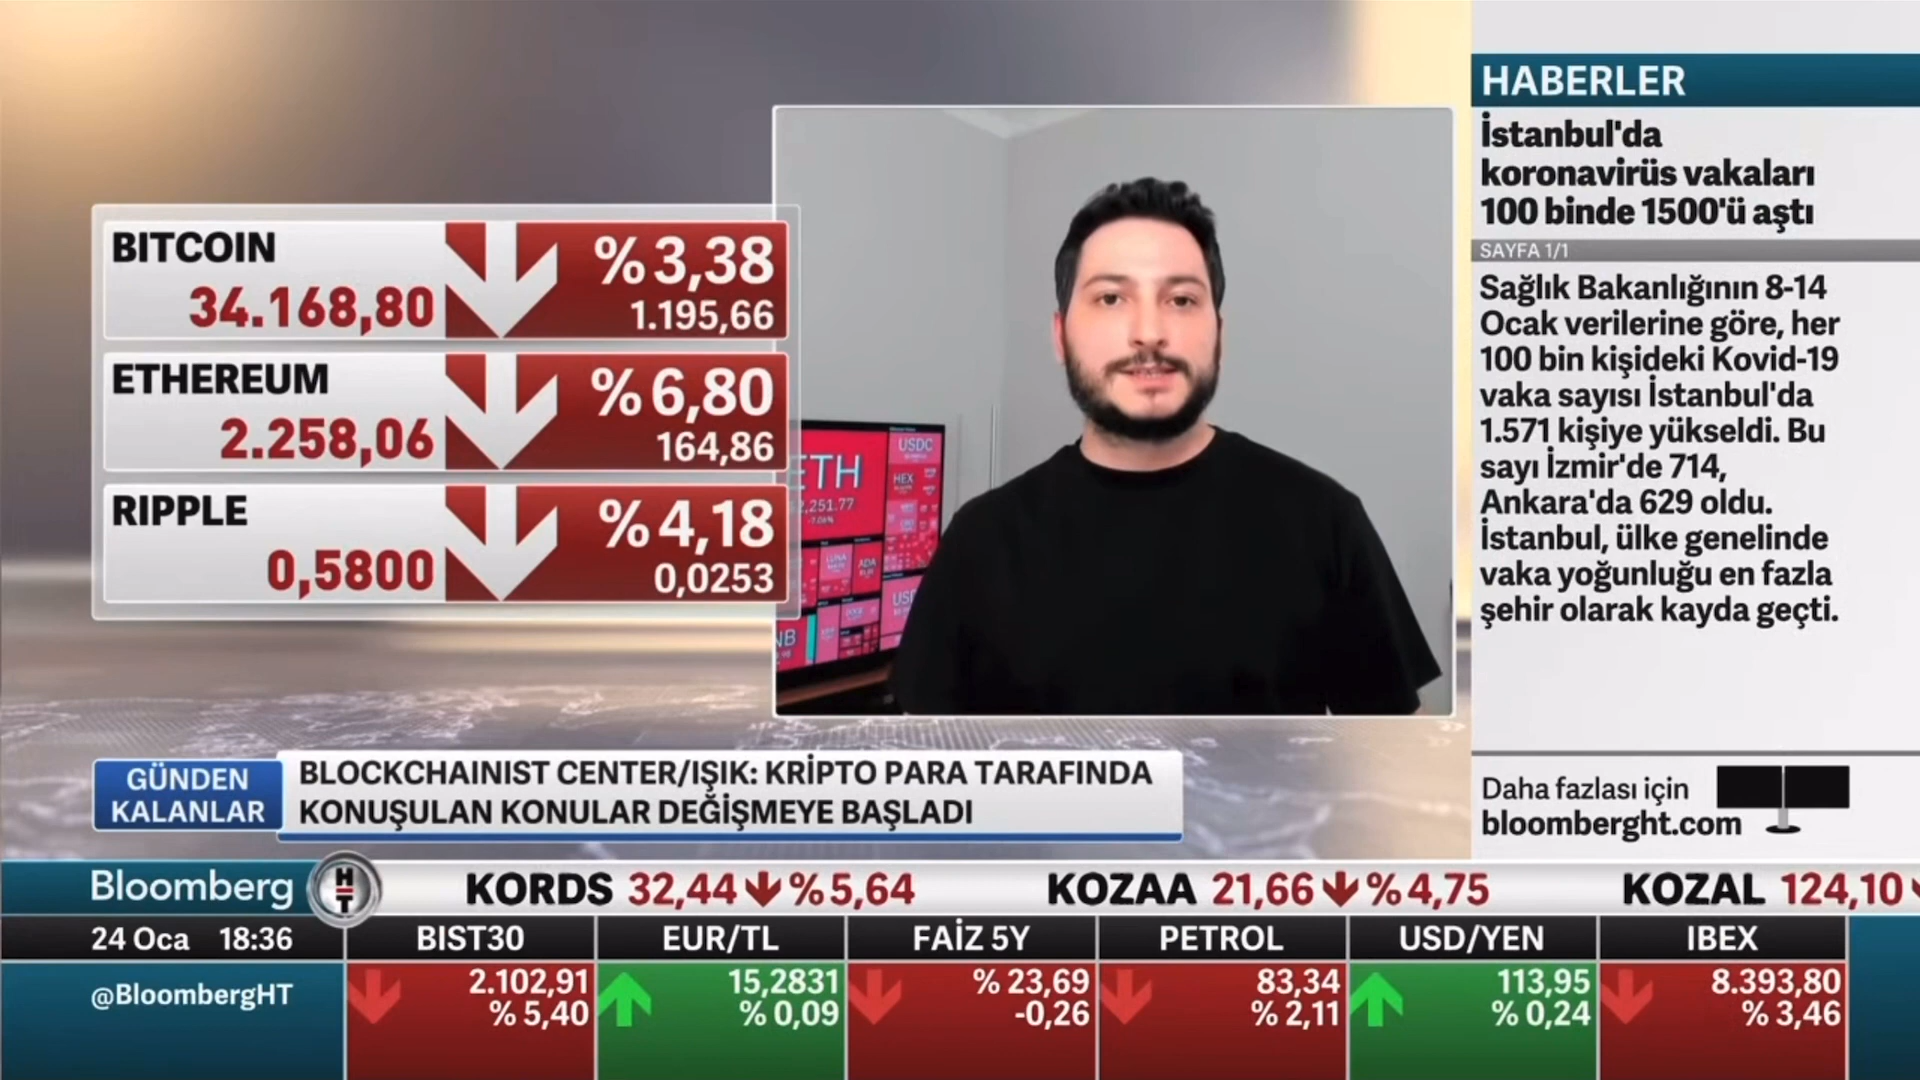 BITCOIN
34.168,80
%3,38
1.195,66
ETHEREUM
2.258,06
%6,80
164,86
RIPPLE
0,5800
%4,18
0,0253
ETH
2,251.77
USDC
HEX
LUNA
ADA
HABERLER
İstanbul'da
koronavirüs vakaları
100 binde 1500'ü aştı
SAYFA 1/1
Sağlık Bakanlığının 8-14
Ocak verilerine göre, her
100 bin kişideki Kovid-19
vaka sayısı İstanbul'da
1.571 kişiye yükseldi. Bu
sayı İzmir'de 714,
Ankara'da 629 oldu.
İstanbul, ülke genelinde
vaka yoğunluğu en fazla
şehir olarak kayda geçti.
Daha fazlası için
bloomberght.com
GÜNDEN
KALANLAR
BLOCKCHAINIST CENTER/IŞIK: KRİPTO PARA TARAFINDA
KONUŞULAN KONULAR DEĞİŞMEYE BAŞLADI
Bloomberg HT
KORDS 32,44 %5,64 KOZAA 21,66 %4,75 KOZAL 124,10
24 Oca 18:36
@BloombergHT
BIST30
2.102,91
% 5,40
EUR/TL
15,2831
% 0,09
FAİZ 5Y
% 23,69
-0,26
PETROL
83,34
% 2,11
USD/YEN
113,95
% 0,24
IBEX
8.393,80
% 3,46